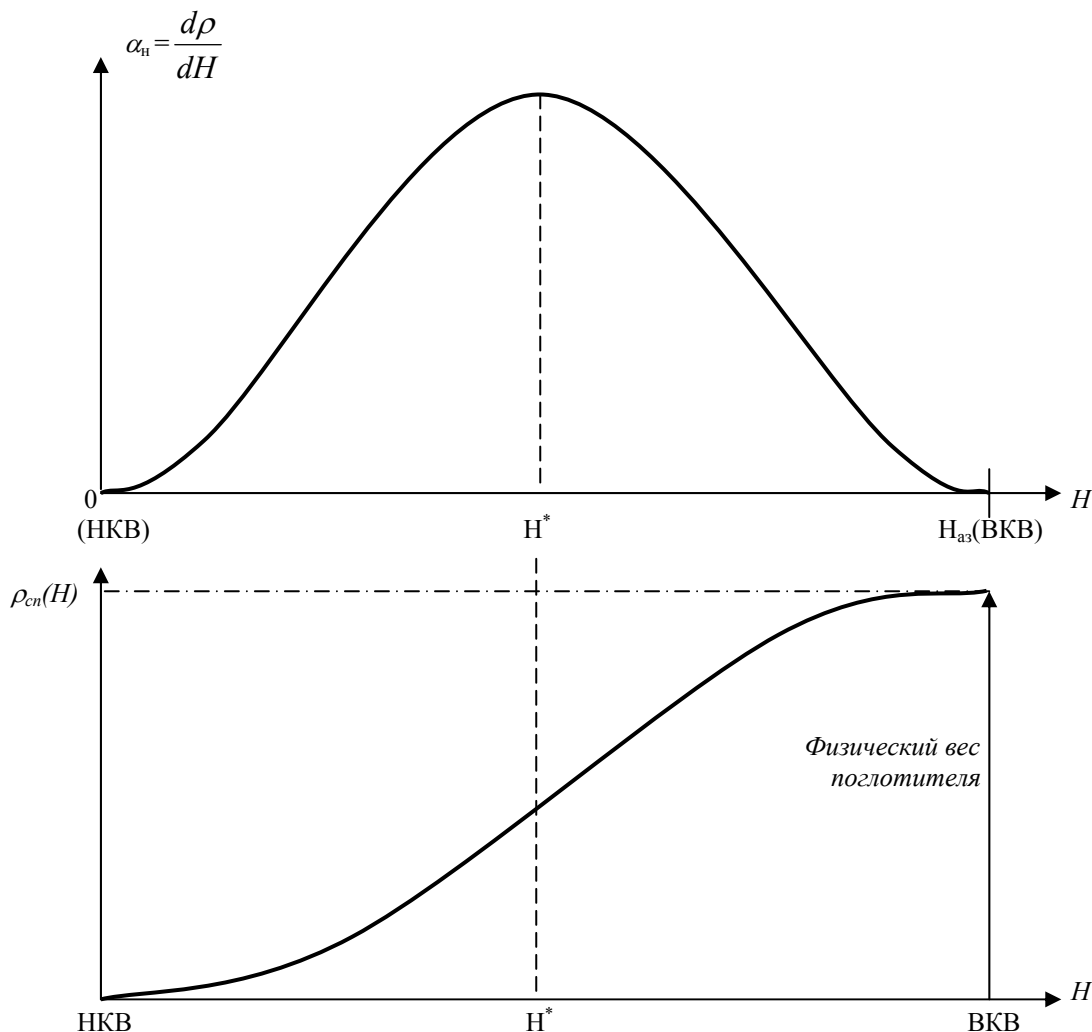 αн = dρ/dH
0
(НКВ)
H*
Hаз(ВКВ)
H
ρсп(H)
Физический вес
поглотителя
НКВ
H*
ВКВ
H